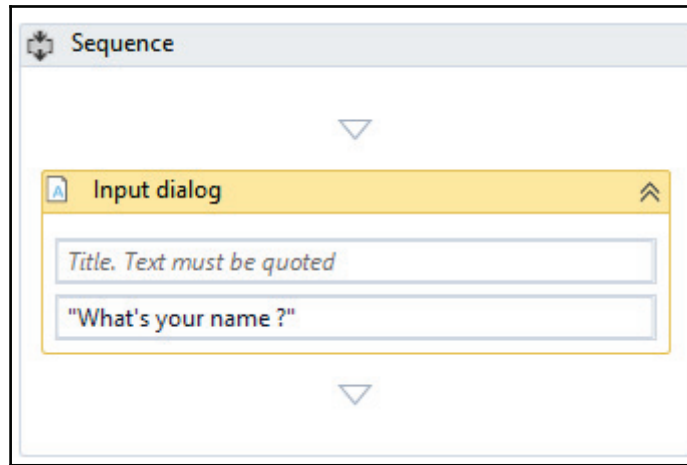 Sequence
Input dialog
Title. Text must be quoted
"What's your name ?"